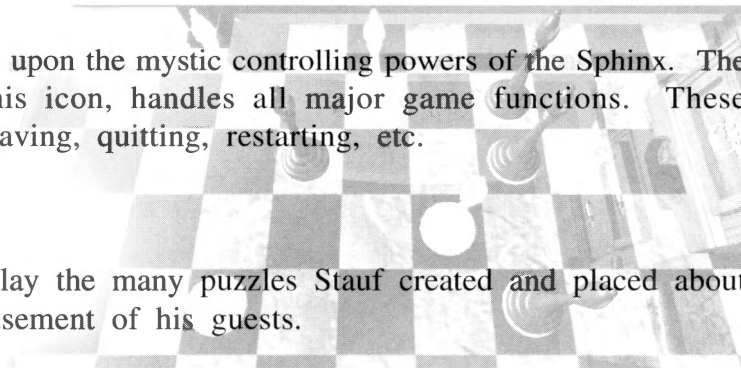 upon the mystic controlling powers of the Sphinx. The
his icon, handles all major game functions. These
aving, quitting, restarting, etc.
lay the many puzzles Stauf created and placed about
usement of his guests.